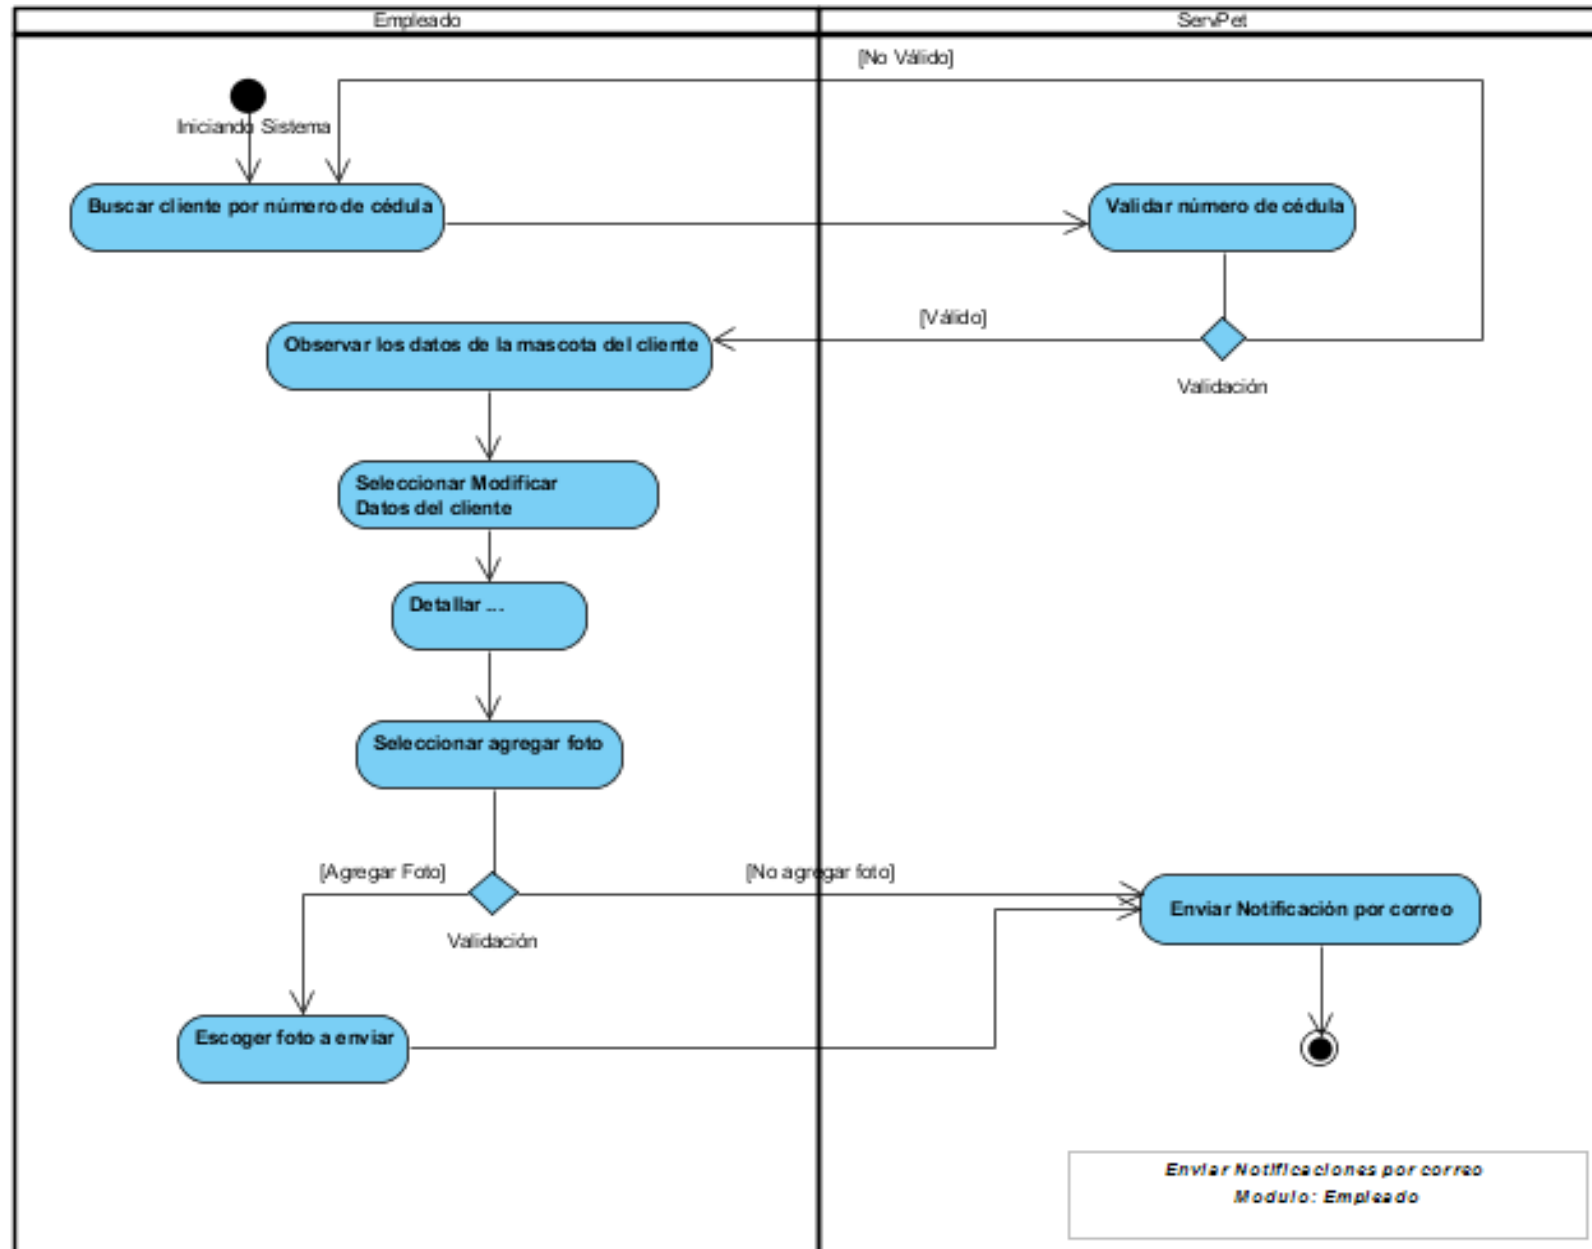 Empleado
ServPet
[No Válido]
Iniciando Sistema
Buscar cliente por número de cédula
Validar número de cédula
[Válido]
Observar los datos de la mascota del cliente
Validación
Seleccionar Modificar
Datos del cliente
Detallar ...
Seleccionar agregar foto
[Agregar Foto]
[No agregar foto]
Enviar Notificación por correo
Validación
Escoger foto a enviar
Enviar Notificaciones por correo
Modulo: Empleado